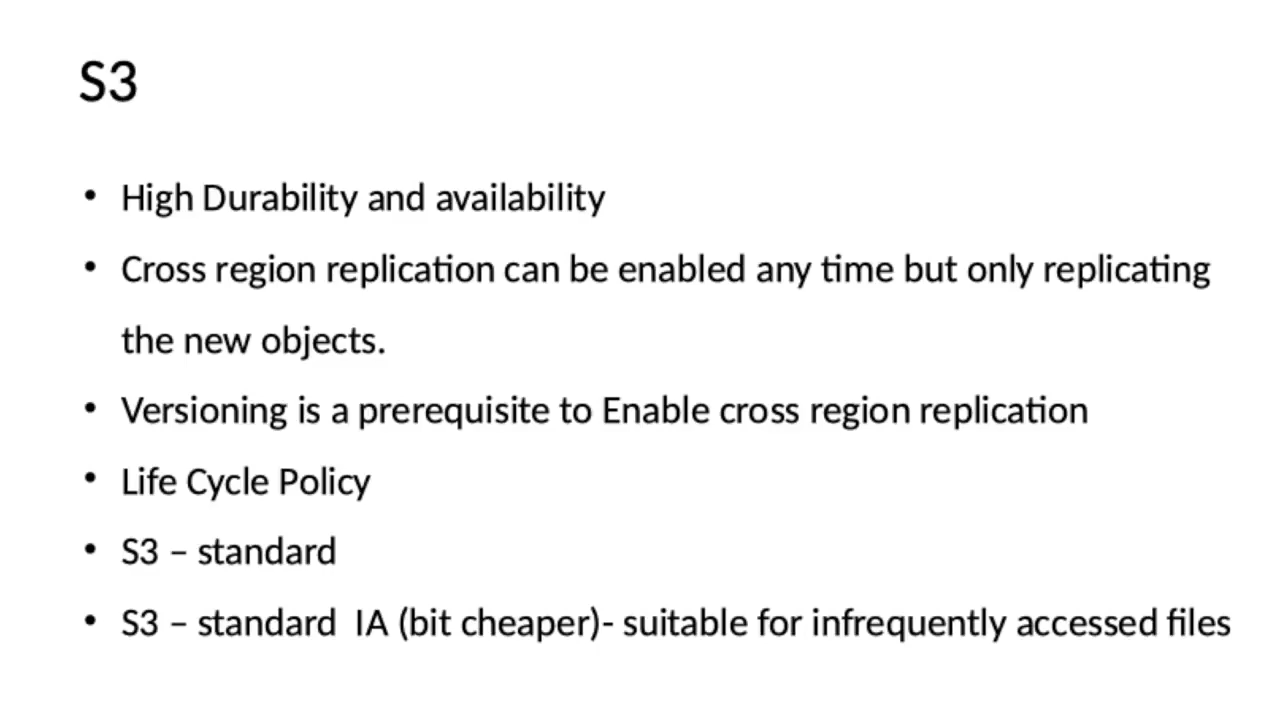 S3
• High Durability and availability
• Cross region replication can be enabled any time but only replicating
the new objects.
• Versioning is a prerequisite to Enable cross region replication
• Life Cycle Policy
• S3 – standard
• S3 – standard  IA (bit cheaper)- suitable for infrequently accessed files